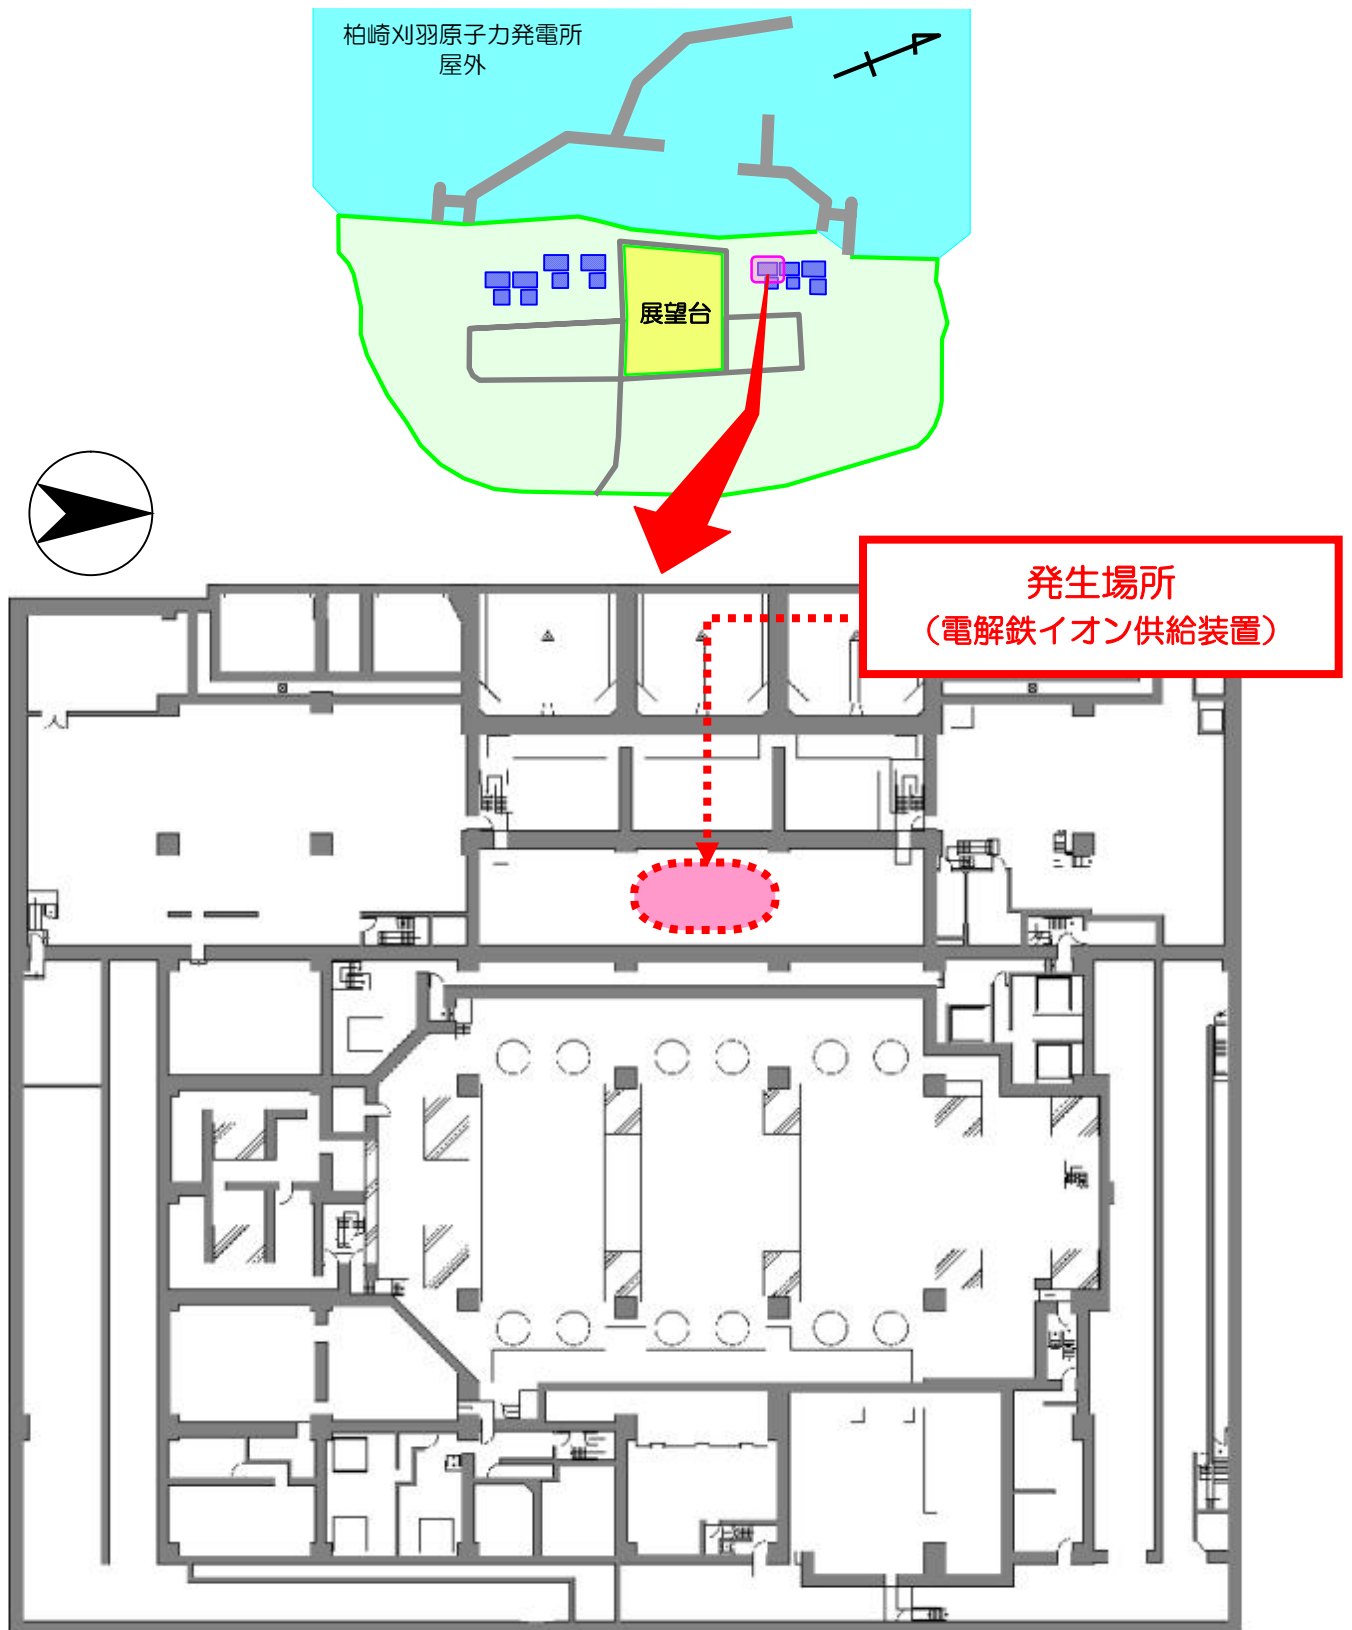 柏崎刈羽原子力発電所
屋外
展望台
発生場所
（電解鉄イオン供給装置）